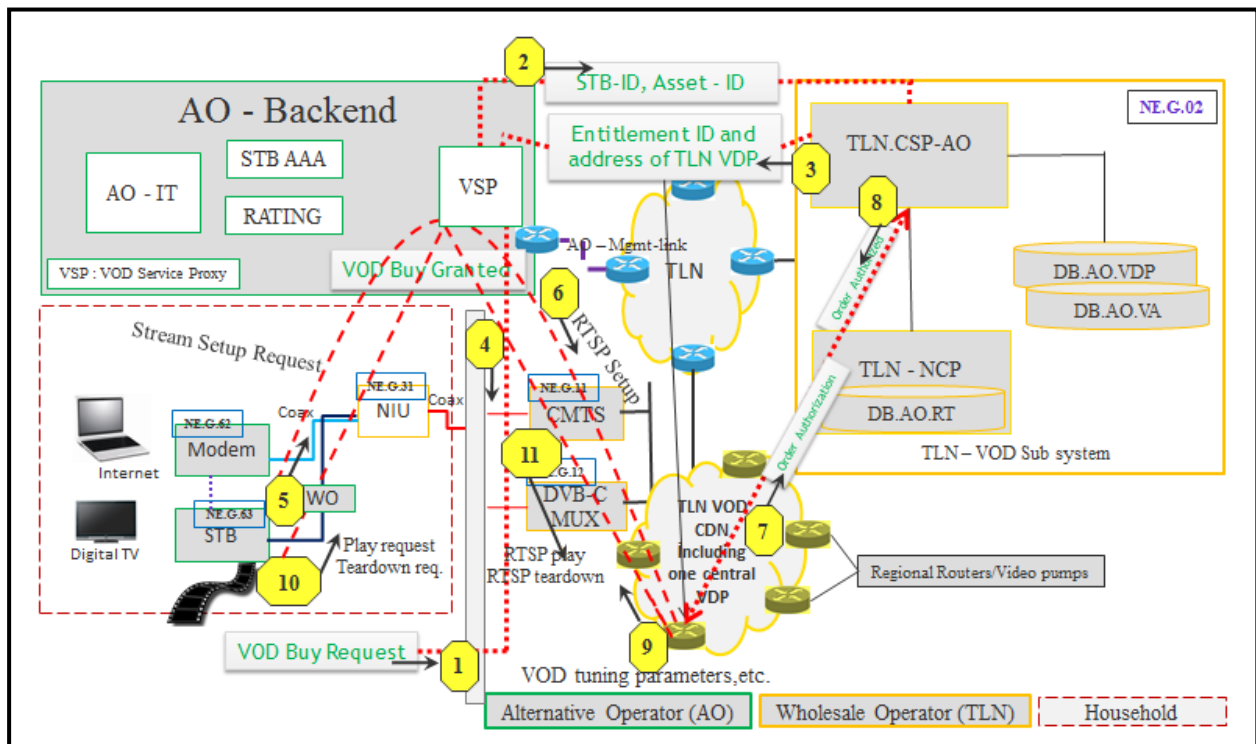 2
STB-ID, Asset - ID
NE.G.02
AO - Backend
Entitlement ID and
address of TLN VDP
3
TLN.CSP-AO
STB AAA
AO - IT
VSP
RATING
8
VSP : VOD Service Proxy
VOD Buy Granted
AO – Mgmt-link
TLN
Order Authorized
DB.AO.VDP
DB.AO.VA
6
Stream Setup Request
4
RTSP Setup
TLN - NCP
DB.AO.RT
TLN – VOD Sub system
NE.G.31
NIU
Coax
Coax
NE.G.11
CMTS
Order Authorization
NE.G.62
Modem
Internet
11
.G.12
DVB-C
MUX
5
WO
NE.G.63
STB
Digital TV
TLN VOD
CDN
Including
one central
VDP
7
Play request
Teardown req.
10
RTSP play
RTSP teardown
Regional Routers/Video pumps
9
VOD Buy Request
1
VOD tuning parameters,etc.
Alternative Operator (AO)
Wholesale Operator (TLN)
Household